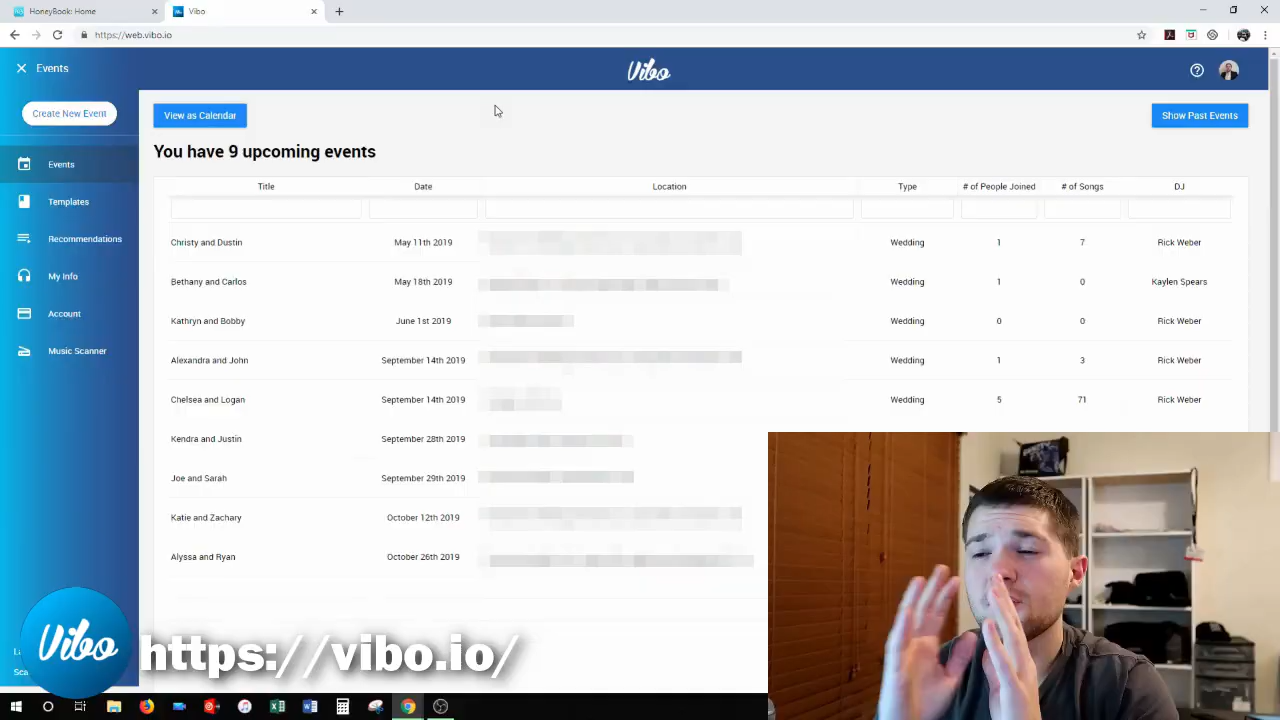 HoneyBook: Home
Vibo
https://web.vibo.io
Events
Vibo
Create New Event
View as Calendar
Show Past Events
Events
You have 9 upcoming events
Templates
Recommendations
My Info
Account
Music Scanner
Title Date Location Type # of People Joined # of Songs DJ
Christy and Dustin May 11th 2019 Wedding 1 7 Rick Weber
Bethany and Carlos May 18th 2019 Wedding 1 0 Kaylen Spears
Kathryn and Bobby June 1st 2019 Wedding 0 0 Rick Weber
Alexandra and John September 14th 2019 Wedding 1 3 Rick Weber
Chelsea and Logan September 14th 2019 Wedding 5 71 Rick Weber
Kendra and Justin September 28th 2019
Joe and Sarah September 29th 2019
Katie and Zachary October 12th 2019
Alyssa and Ryan October 26th 2019
Vibo
https://vibo.io/